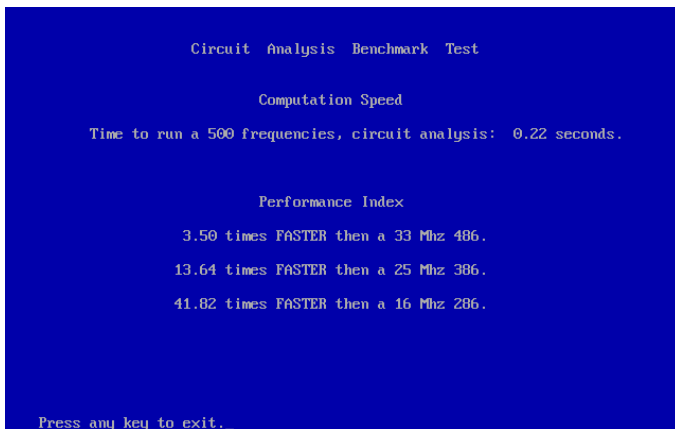 Circuit Analysis Benchmark Test
Computation Speed
Time to run a 500 frequencies, circuit analysis: 0.22 seconds.
Performance Index
3.50 times FASTER then a 33 Mhz 486.
13.64 times FASTER then a 25 Mhz 386.
41.82 times FASTER then a 16 Mhz 286.
Press any key to exit._